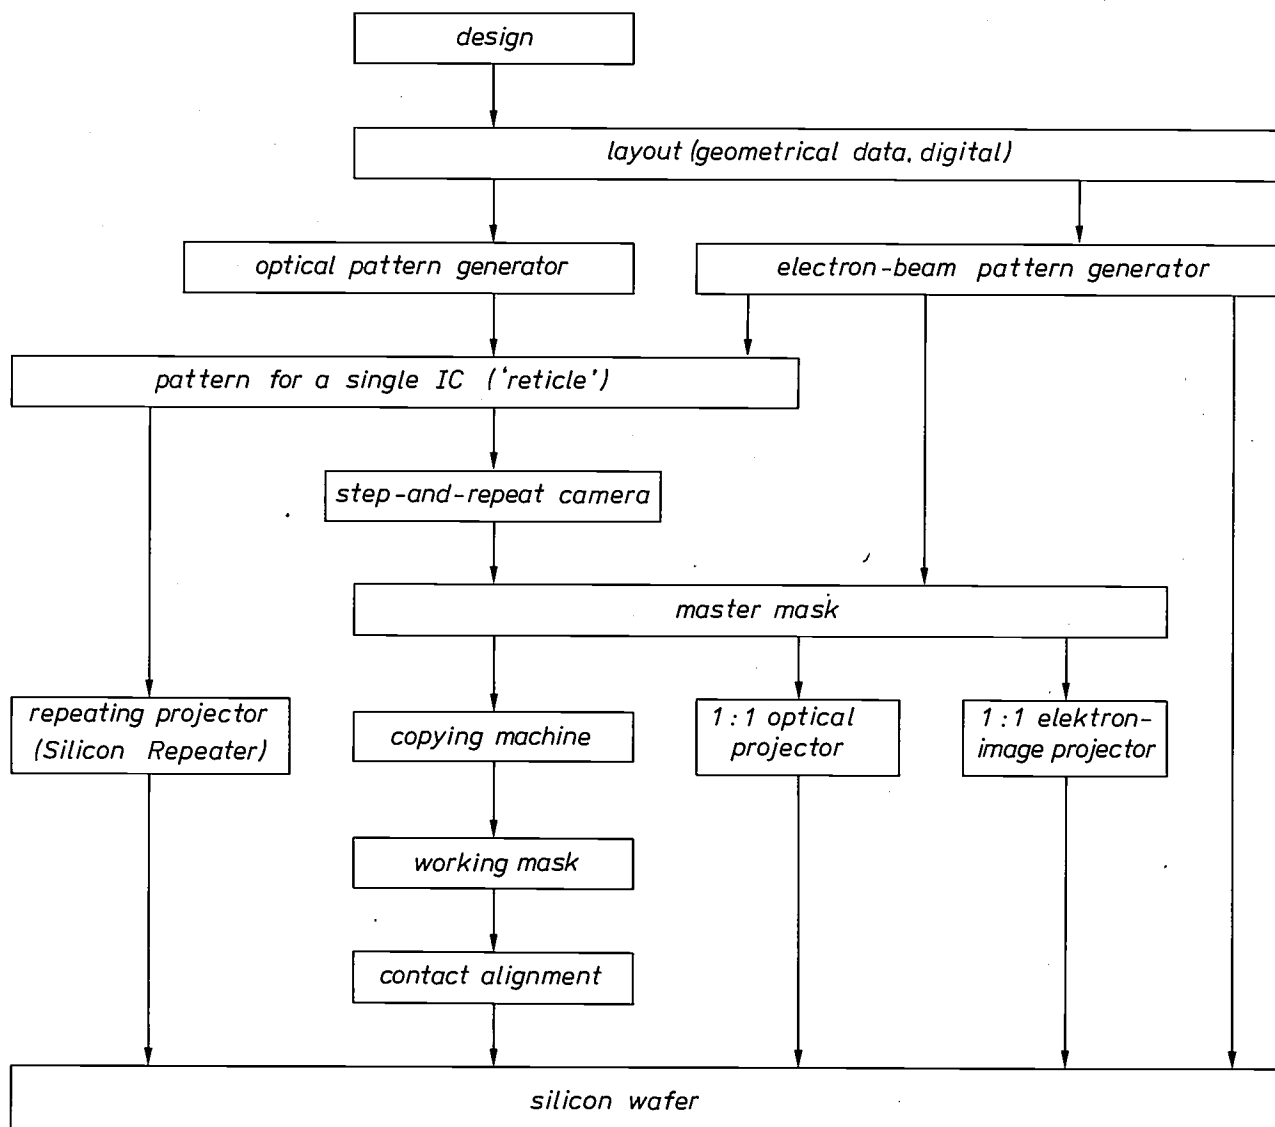 design
layout (geometrical data, digital)
optical pattern generator
electron-beam pattern generator
pattern for a single IC ('reticle')
step-and-repeat camera
master mask
repeating projector
(Silicon Repeater)
copying machine
1:1 optical
projector
1:1 elektron-
image projector
working mask
contact alignment
silicon wafer